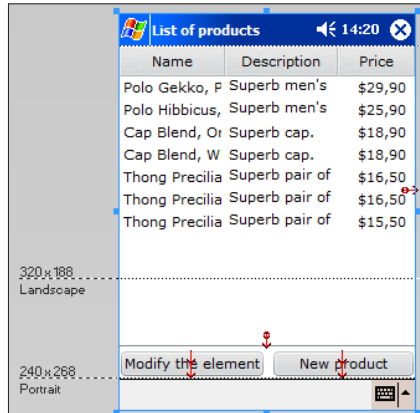 List of products 14:20
Name Description Price
Polo Gekko, P Superb men's $29,90
Polo Hibbicus, Superb men's $25,90
Cap Blend, Or Superb cap. $18,90
Cap Blend, W Superb cap. $18,90
Thong Precilia Superb pair of $16,50
Thong Precilia Superb pair of $16,50
Thong Precilia Superb pair of $15,50
320 x 188
Landscape
Modify the element New product
240 x 268
Portrait